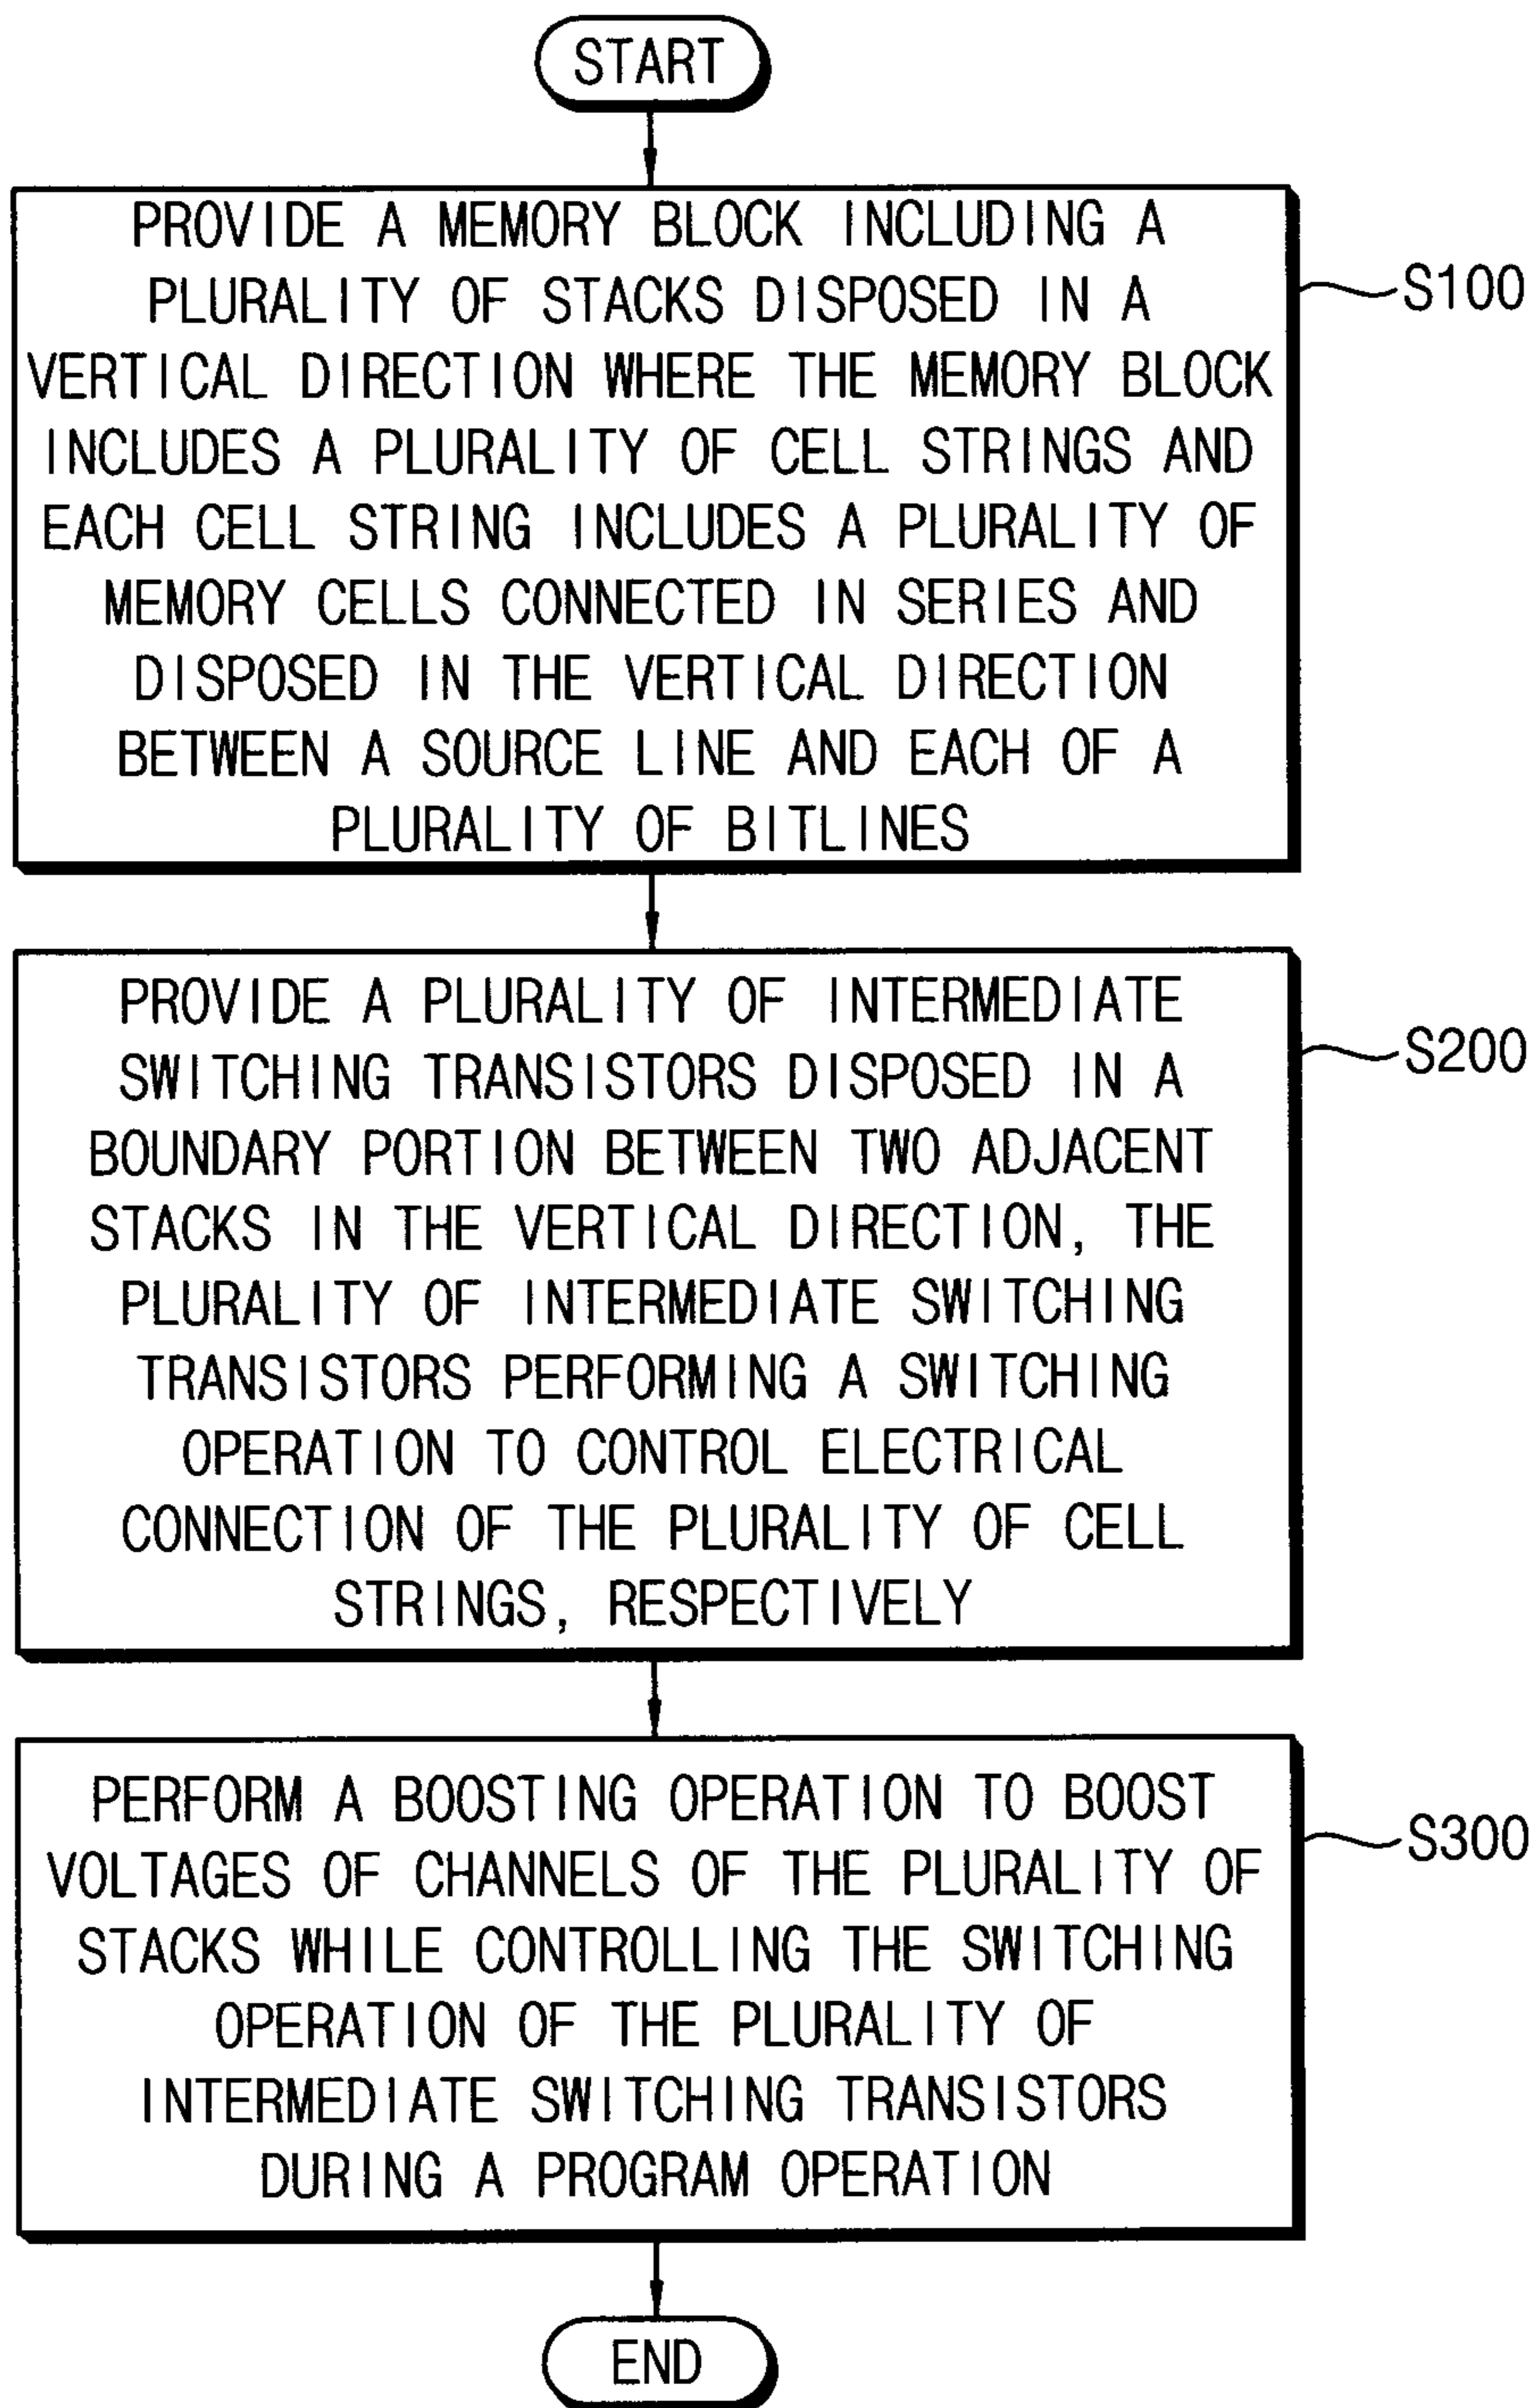 START
PROVIDE A MEMORY BLOCK INCLUDING A
PLURALITY OF STACKS DISPOSED IN A
VERTICAL DIRECTION WHERE THE MEMORY BLOCK
INCLUDES A PLURALITY OF CELL STRINGS AND
EACH CELL STRING INCLUDES A PLURALITY OF
MEMORY CELLS CONNECTED IN SERIES AND
DISPOSED IN THE VERTICAL DIRECTION
BETWEEN A SOURCE LINE AND EACH OF A
PLURALITY OF BITLINES
S100
PROVIDE A PLURALITY OF INTERMEDIATE
SWITCHING TRANSISTORS DISPOSED IN A
BOUNDARY PORTION BETWEEN TWO ADJACENT
STACKS IN THE VERTICAL DIRECTION, THE
PLURALITY OF INTERMEDIATE SWITCHING
TRANSISTORS PERFORMING A SWITCHING
OPERATION TO CONTROL ELECTRICAL
CONNECTION OF THE PLURALITY OF CELL
STRINGS, RESPECTIVELY
S200
PERFORM A BOOSTING OPERATION TO BOOST
VOLTAGES OF CHANNELS OF THE PLURALITY OF
STACKS WHILE CONTROLLING THE SWITCHING
OPERATION OF THE PLURALITY OF
INTERMEDIATE SWITCHING TRANSISTORS
DURING A PROGRAM OPERATION
S300
END